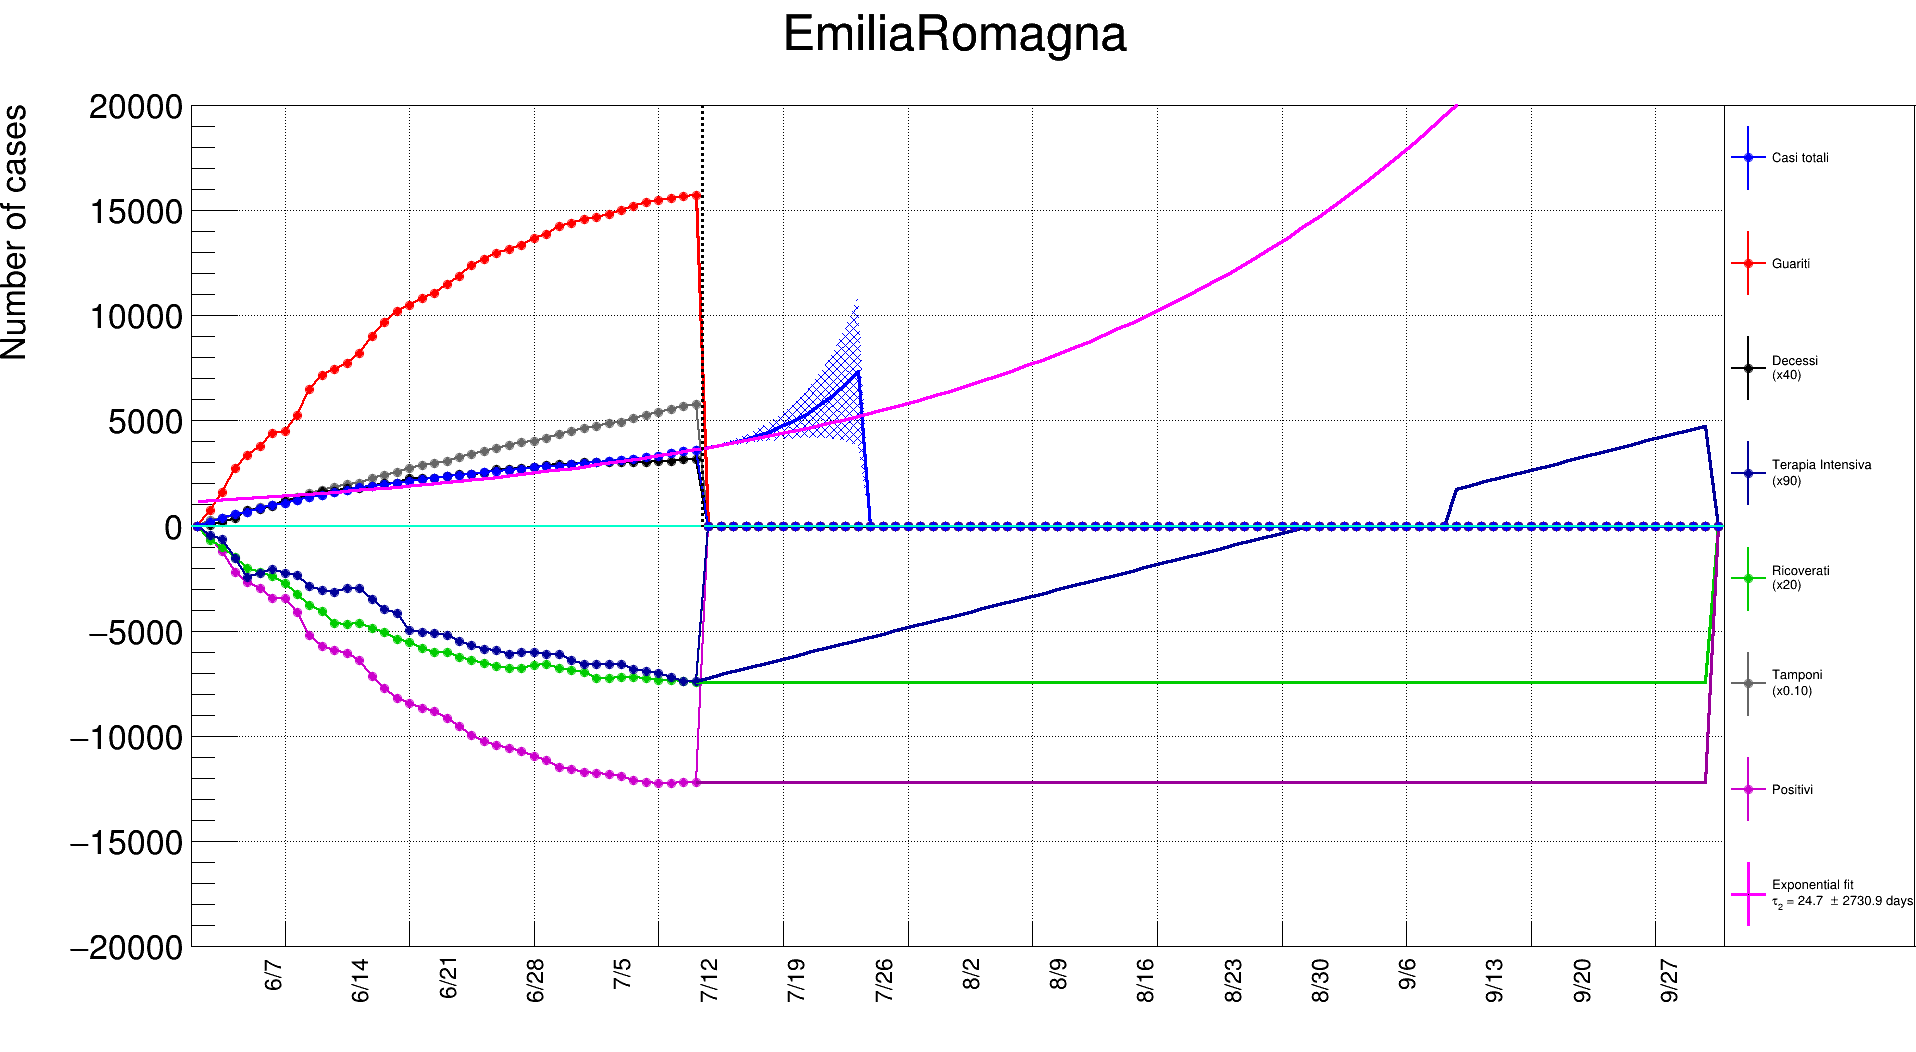 EmiliaRomagna
Number of cases
20000
15000
10000
5000
0
−5000
−10000
−15000
−20000
6/7
6/14
6/21
6/28
7/5
7/12
7/19
7/26
8/2
8/9
8/16
8/23
8/30
9/6
9/13
9/20
9/27
Casi totali
Guariti
Decessi
(x40)
Terapia Intensiva
(x90)
Ricoverati
(x20)
Tamponi
(x0.10)
Positivi
Exponential fit
τ2 = 24.7 ± 2730.9 days